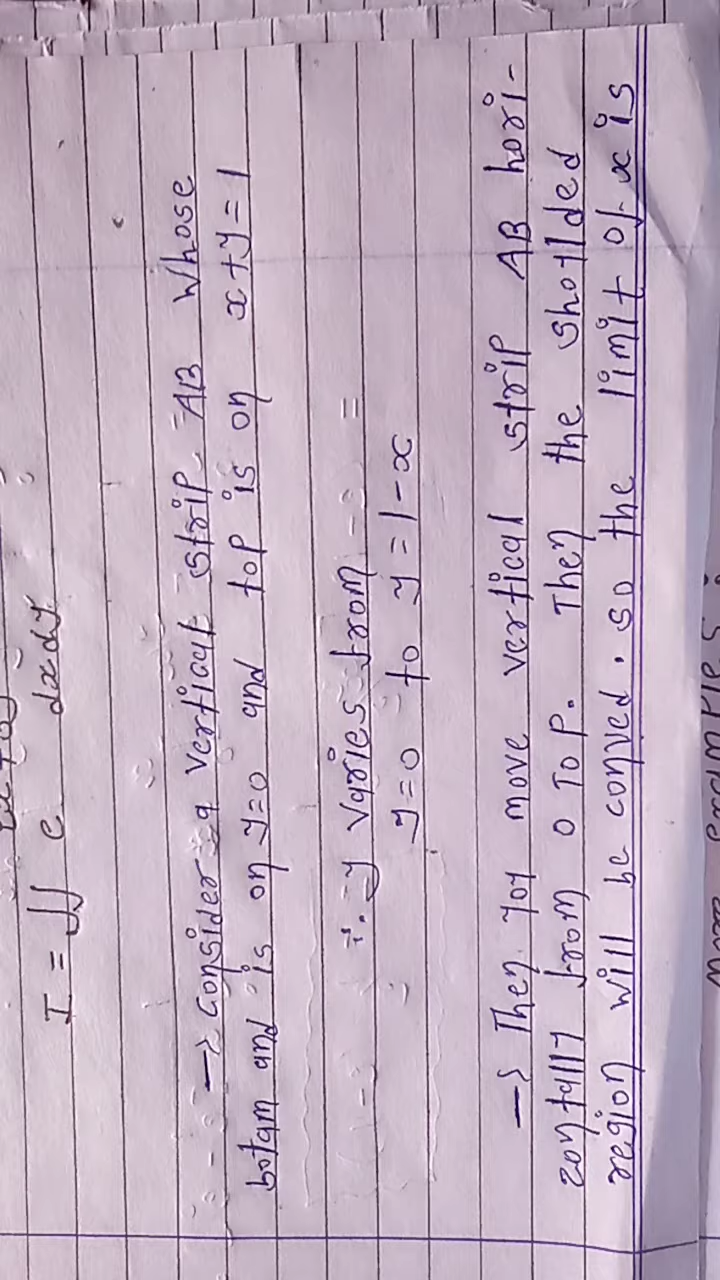 I = ∫∫ e dxdy
→ consider a vertical strip AB whose
botam and is on y=0 and top is on x+y=1
∴ y varies from =
y=0 to y=1-x
→ Then for move vertical strip AB hori-
zontally from 0 To P. Then the shotlded
region will be conved. so the limit of x is